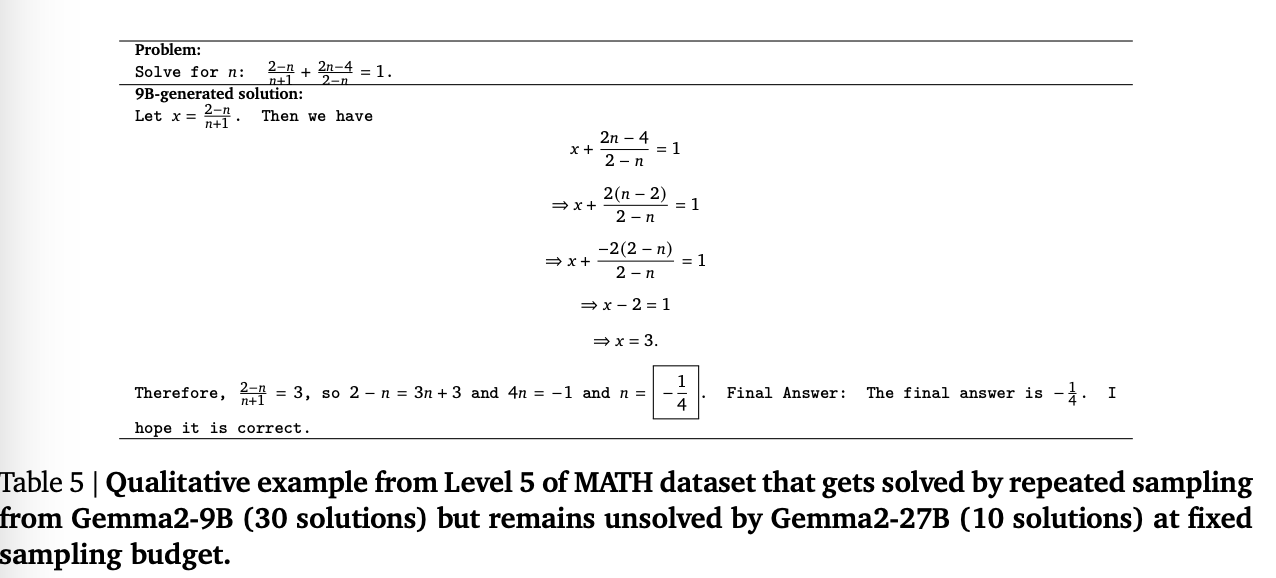 Problem:
Solve for n: \frac{2-n}{n+1} + \frac{2n-4}{2-n} = 1.
9B-generated solution:
Let x = \frac{2-n}{n+1}. Then we have
x + \frac{2n-4}{2-n} = 1
⇒ x + \frac{2(n-2)}{2-n} = 1
⇒ x + \frac{-2(2-n)}{2-n} = 1
⇒ x − 2 = 1
⇒ x = 3.
Therefore, \frac{2-n}{n+1} = 3, so 2 − n = 3n + 3 and 4n = −1 and n = \boxed{-\frac{1}{4}}. Final Answer: The final answer is −\frac{1}{4}. I
hope it is correct.
Table 5 | Qualitative example from Level 5 of MATH dataset that gets solved by repeated sampling
from Gemma2-9B (30 solutions) but remains unsolved by Gemma2-27B (10 solutions) at fixed
sampling budget.